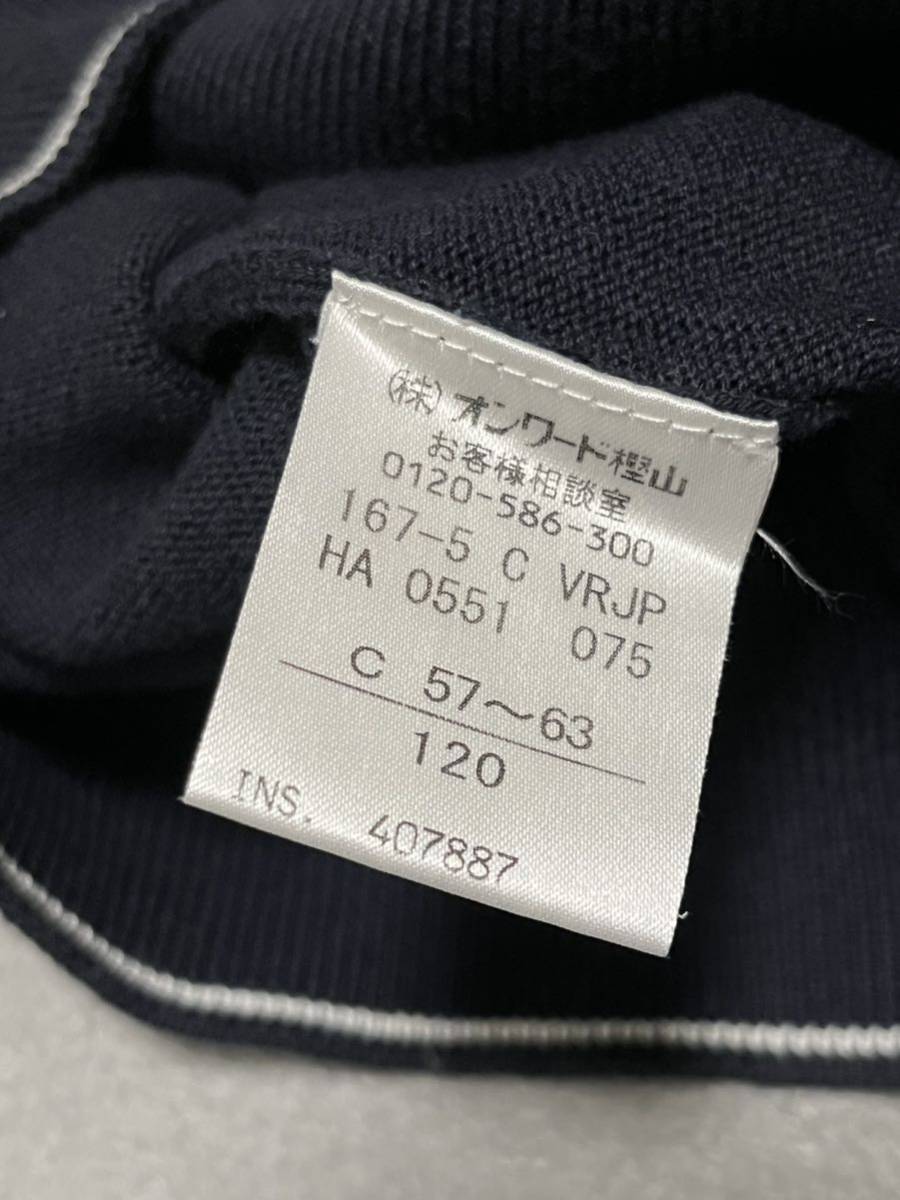 (株)オンワード樫山
お客様相談室
0120-586-300
167-5 C VRJP
HA 0551 075
C 57〜63
120
INS. 407887